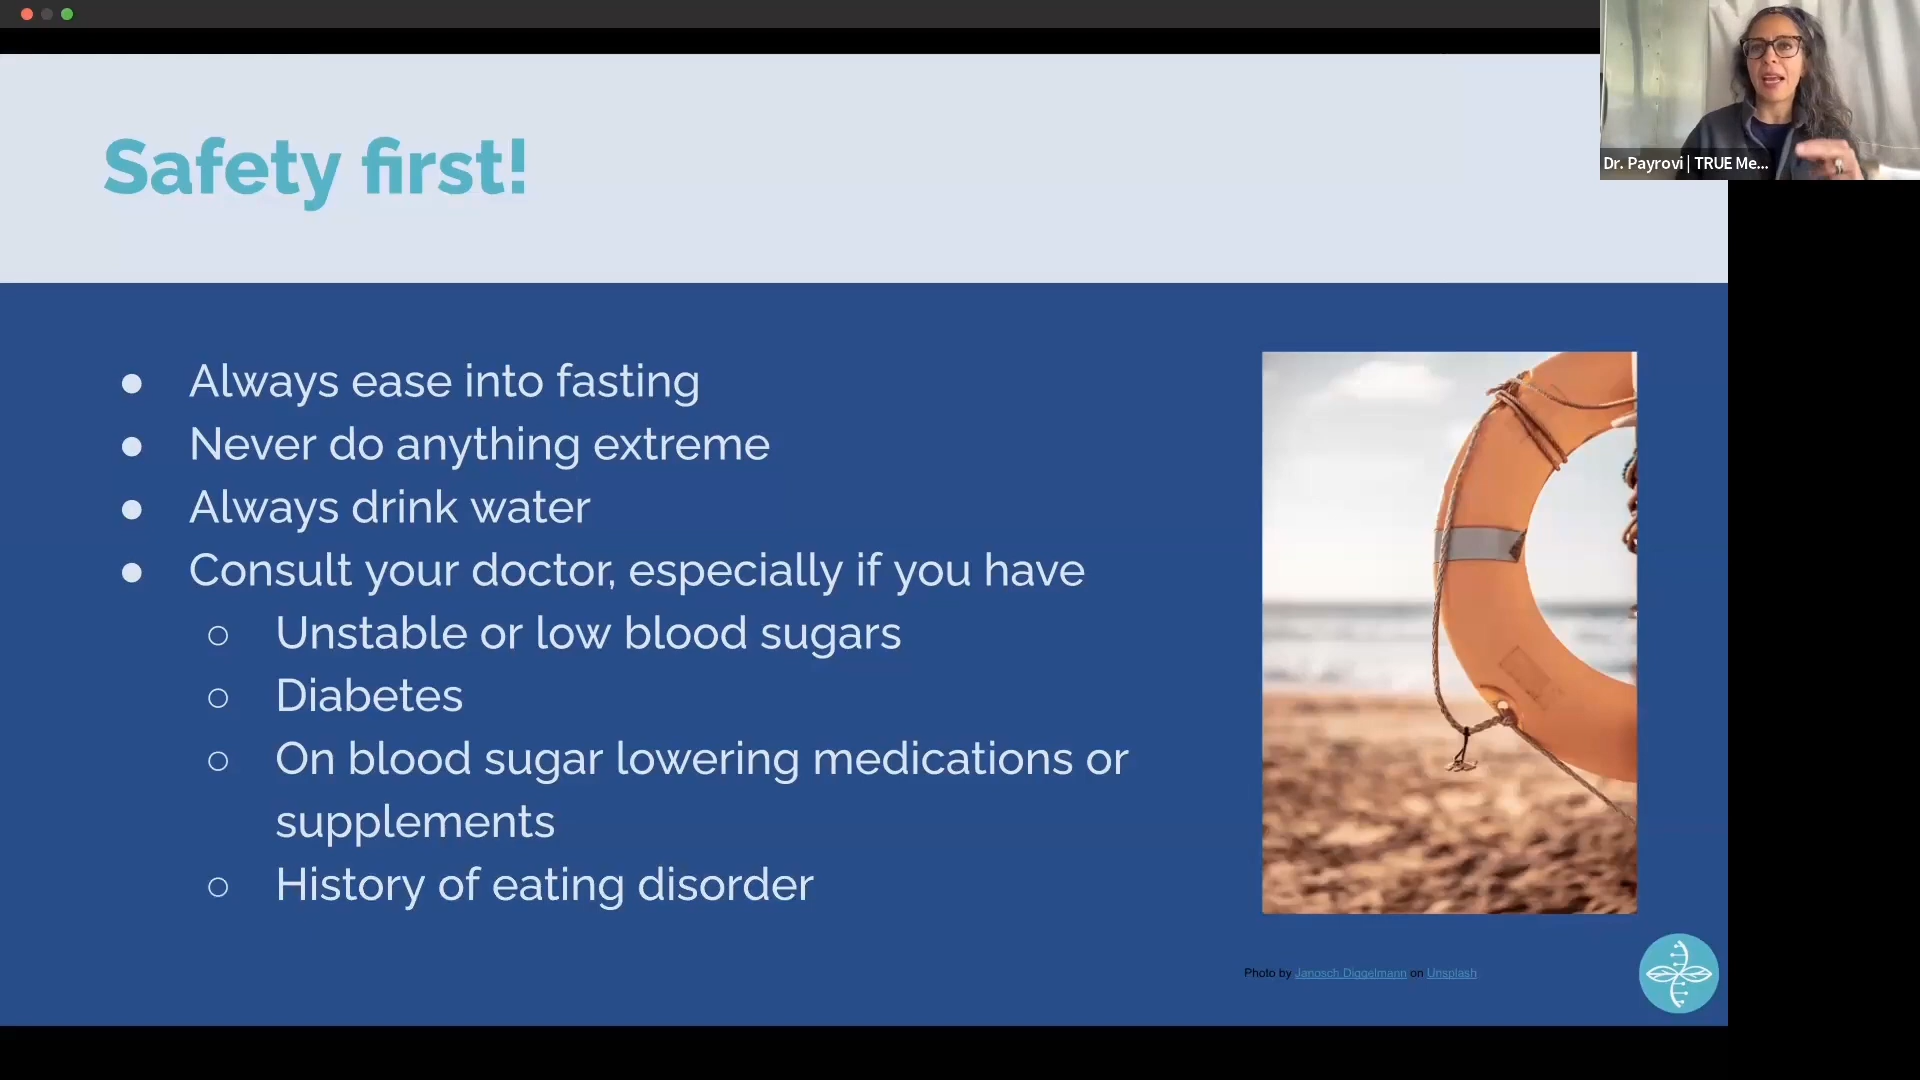 Safety first!
Always ease into fasting
Never do anything extreme
Always drink water
Consult your doctor, especially if you have
Unstable or low blood sugars
Diabetes
On blood sugar lowering medications or
supplements
History of eating disorder
Photo by Janosch Diggelmann on Unsplash
Dr. Payrovi | TRUE Me...